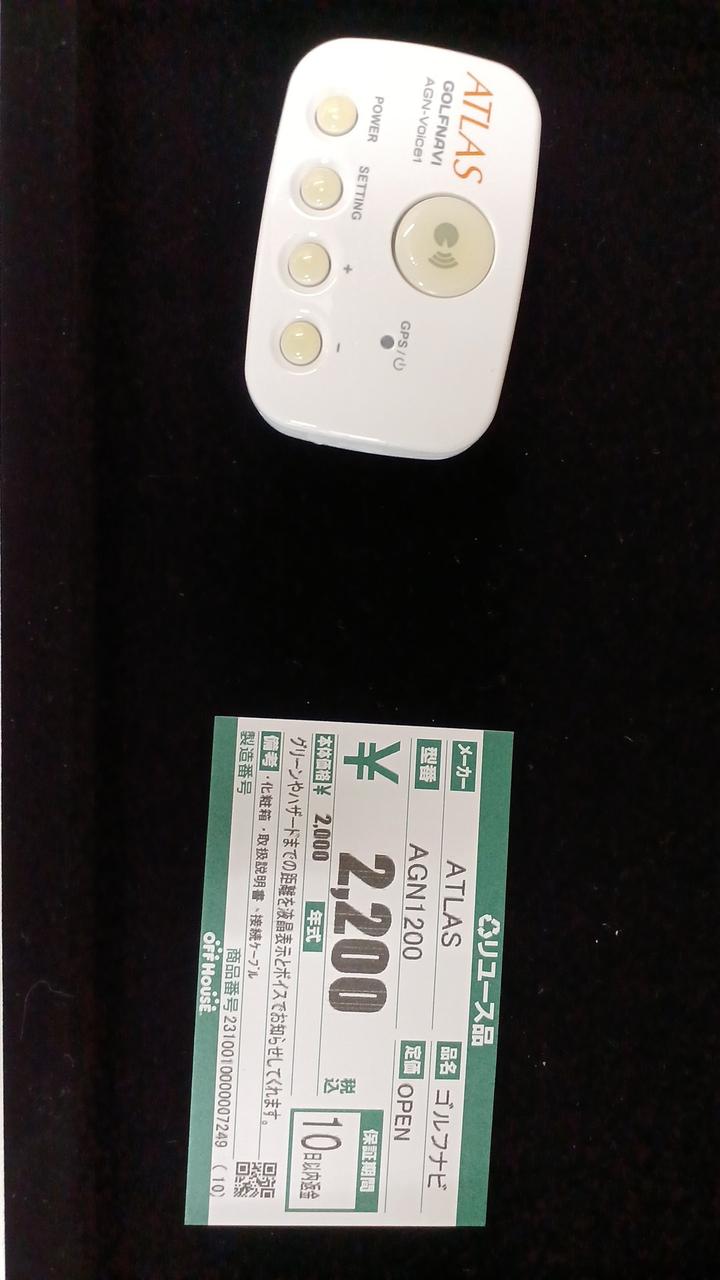 ATLAS
GOLFNAVI
AGN-Voice1
POWER
SETTING
+
-
GPS/
リユース品
メーカー ATLAS 品名 ゴルフナビ
型番 AGN1200 定価 OPEN
¥ 2,200 税込
保証期間
10日以内返金
本体価格¥ 2,000 年式
グリーンやハザードまでの距離を液晶表示とボイスでお知らせしてくれます。
備考 ・化粧箱・取扱説明書・接続ケーブル
製造番号 商品番号 2310010000007249 (10)
OFF HOUSE